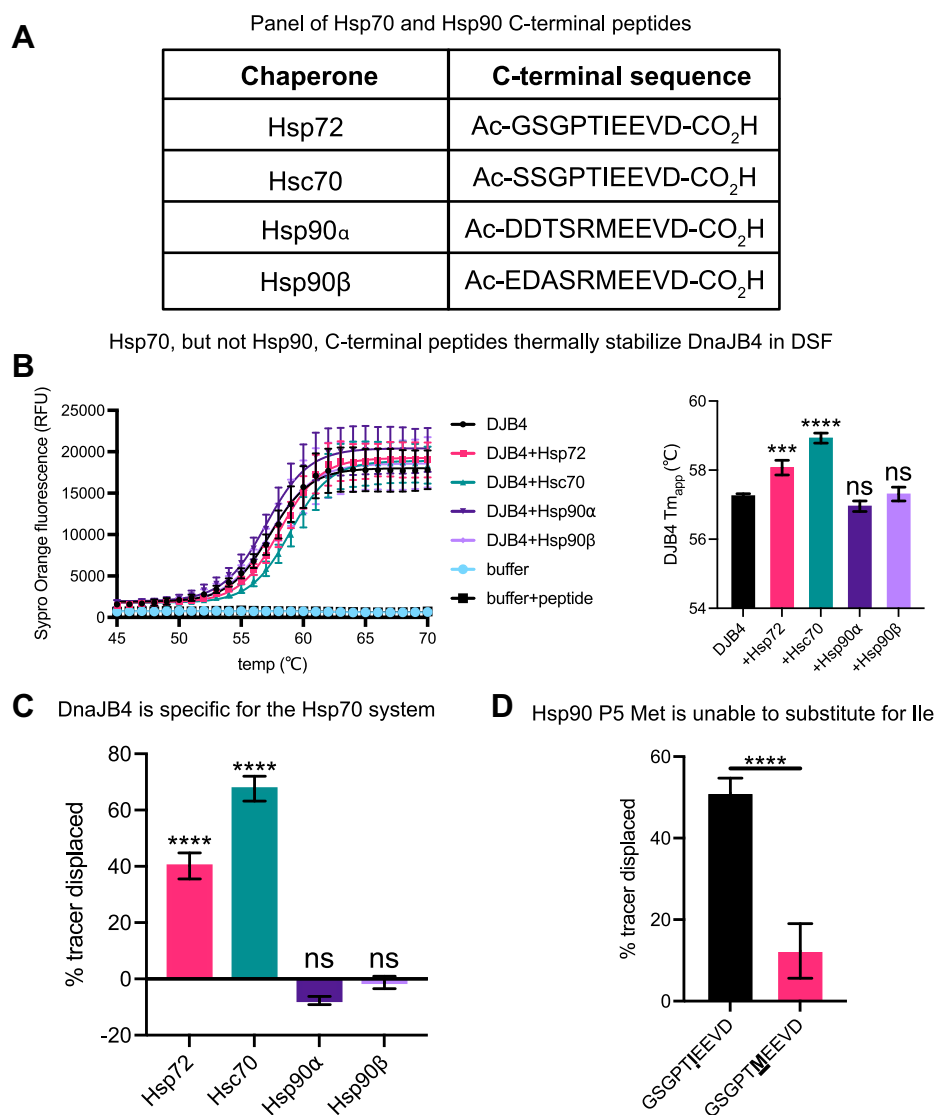 A
Panel of Hsp70 and Hsp90 C-terminal peptides
Chaperone C-terminal sequence
Hsp72 Ac-GSGPTIEEVD-CO2H
Hsc70 Ac-SSGPTIEEVD-CO2H
Hsp90α Ac-DDTSRMEEVD-CO2H
Hsp90β Ac-EDASRMEEVD-CO2H
Hsp70, but not Hsp90, C-terminal peptides thermally stabilize DnaJB4 in DSF
B
Sypro Orange fluorescence (RFU)
25000
20000
15000
10000
5000
0
45 50 55 60 65 70
temp (℃)
DJB4
DJB4+Hsp72
DJB4+Hsc70
DJB4+Hsp90α
DJB4+Hsp90β
buffer
buffer+peptide
DJB4 Tmapp (℃)
60
58
56
54
*** **** ns ns
DJB4 +Hsp72 +Hsc70 +Hsp90α +Hsp90β
C DnaJB4 is specific for the Hsp70 system
% tracer displaced
80
60
40
20
0
-20
**** **** ns ns
Hsp72 Hsc70 Hsp90α Hsp90β
D Hsp90 P5 Met is unable to substitute for Ile
% tracer displaced
60
40
20
0
****
GSGPTIEEVD GSGPTMEEVD